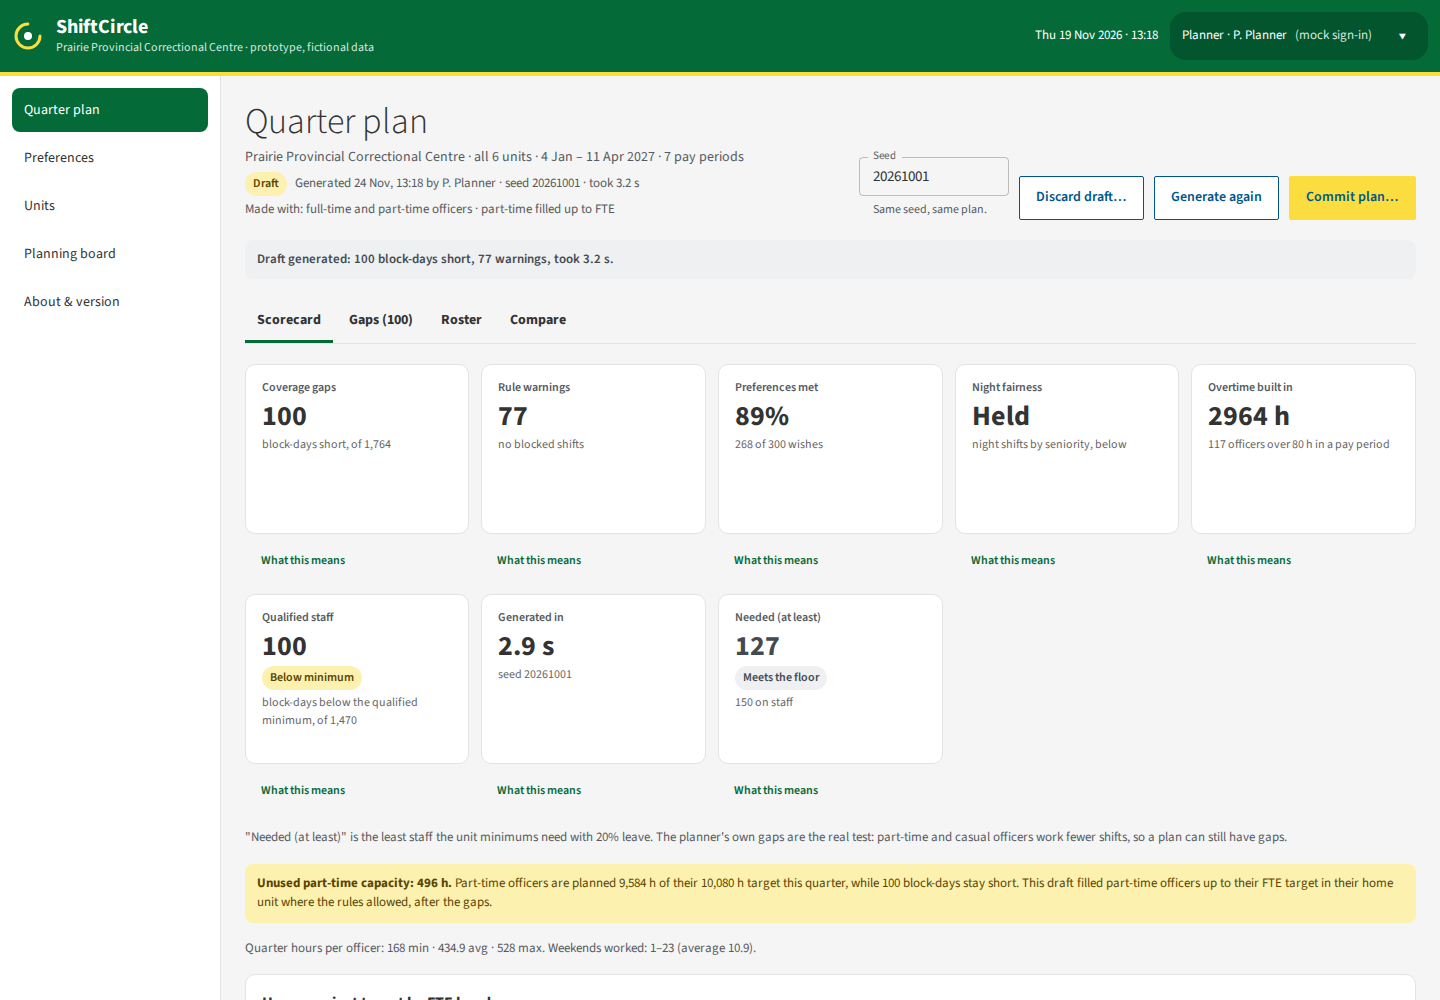 ShiftCircle
Prairie Provincial Correctional Centre · prototype, fictional data
Thu 19 Nov 2026 · 13:18
Planner · P. Planner (mock sign-in) ▼
Quarter plan
Preferences
Units
Planning board
About & version
Quarter plan
Prairie Provincial Correctional Centre · all 6 units · 4 Jan – 11 Apr 2027 · 7 pay periods
Draft Generated 24 Nov, 13:18 by P. Planner · seed 20261001 · took 3.2 s
Made with: full-time and part-time officers · part-time filled up to FTE
Seed
20261001
Same seed, same plan.
Discard draft…
Generate again
Commit plan…
Draft generated: 100 block-days short, 77 warnings, took 3.2 s.
Scorecard Gaps (100) Roster Compare
Coverage gaps
100
block-days short, of 1,764
What this means
Rule warnings
77
no blocked shifts
What this means
Preferences met
89%
268 of 300 wishes
What this means
Night fairness
Held
night shifts by seniority, below
What this means
Overtime built in
2964 h
117 officers over 80 h in a pay period
What this means
Qualified staff
100
Below minimum
block-days below the qualified
minimum, of 1,470
What this means
Generated in
2.9 s
seed 20261001
What this means
Needed (at least)
127
Meets the floor
150 on staff
What this means
"Needed (at least)" is the least staff the unit minimums need with 20% leave. The planner's own gaps are the real test: part-time and casual officers work fewer shifts, so a plan can still have gaps.
Unused part-time capacity: 496 h. Part-time officers are planned 9,584 h of their 10,080 h target this quarter, while 100 block-days stay short. This draft filled part-time officers up to their FTE target in their home
unit where the rules allowed, after the gaps.
Quarter hours per officer: 168 min · 434.9 avg · 528 max. Weekends worked: 1–23 (average 10.9).